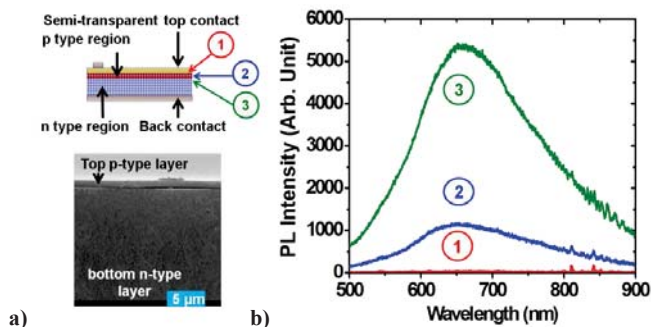 Semi-transparent top contact
p type region
1
2
3
n type region Back contact
Top p-type layer
bottom n-type
layer
5 μm
a)
b)
PL Intensity (Arb. Unit)
6000
5000
4000
3000
2000
1000
0
3
2
1
500 600 700 800 900
Wavelength (nm)